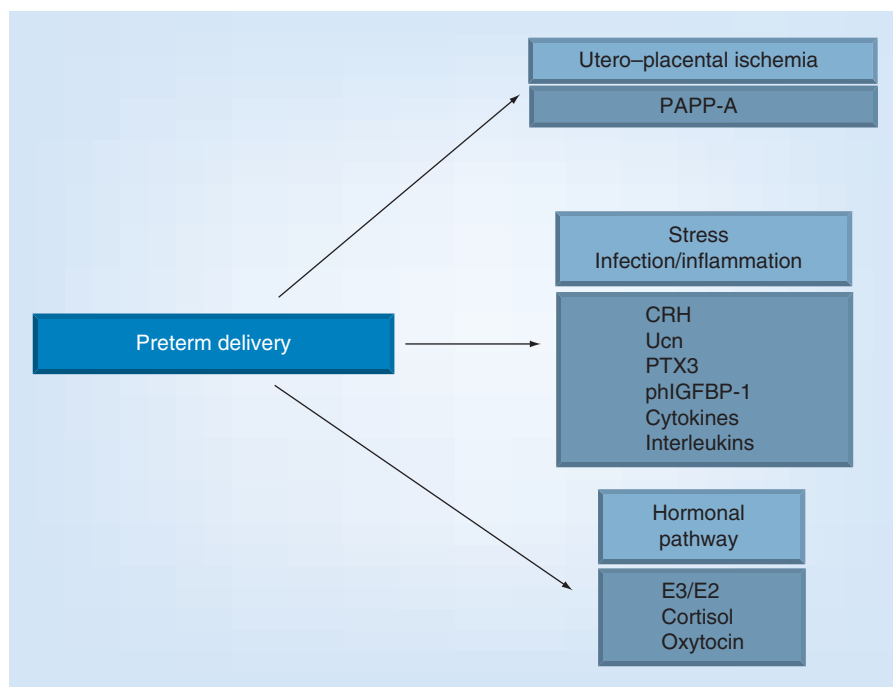 Utero–placental ischemia
PAPP-A
Stress
Infection/inflammation
CRH
Ucn
PTX3
phIGFBP-1
Cytokines
Interleukins
Preterm delivery
Hormonal
pathway
E3/E2
Cortisol
Oxytocin